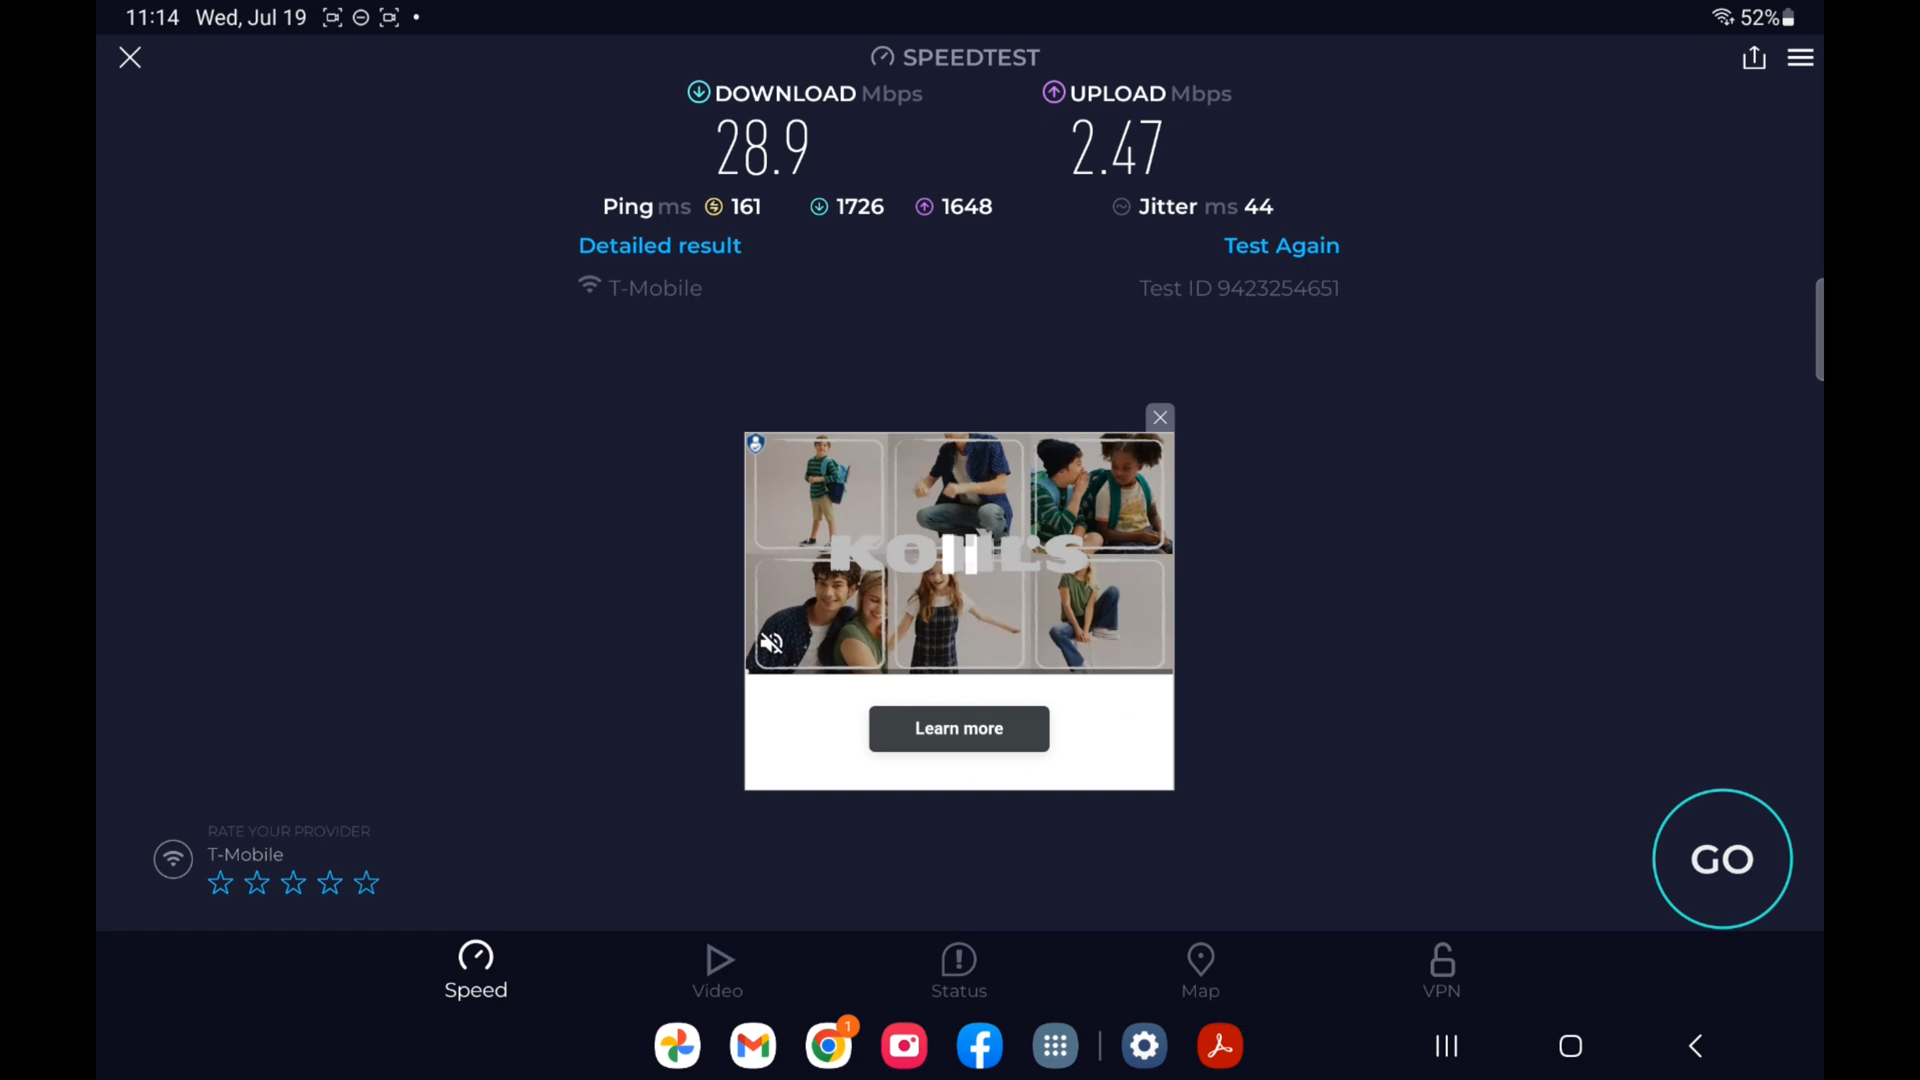 11:14 Wed, Jul 19 52%
SPEEDTEST
DOWNLOAD Mbps UPLOAD Mbps
28.9 2.47
Ping ms 161 1726 1648 Jitter ms 44
Detailed result Test Again
T-Mobile Test ID 9423254651
KOHL'S
Learn more
RATE YOUR PROVIDER
T-Mobile
GO
Speed Video Status Map VPN
1